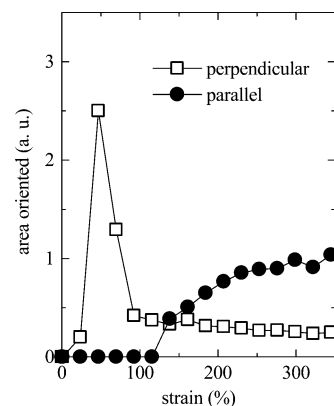 perpendicular
parallel
area oriented (a. u.)
3
2
1
0
0
100
200
300
strain (%)